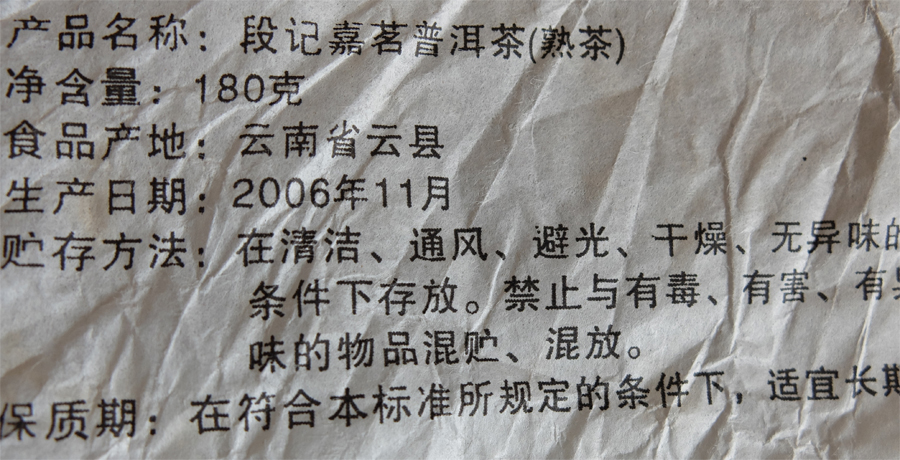 产品名称：段记嘉茗普洱茶(熟茶)
净含量：180克
食品产地：云南省云县
生产日期：2006年11月
贮存方法：在清洁、通风、避光、干燥、无异味的
条件下存放。禁止与有毒、有害、有异
味的物品混贮、混放。
保质期：在符合本标准所规定的条件下，适宜长期